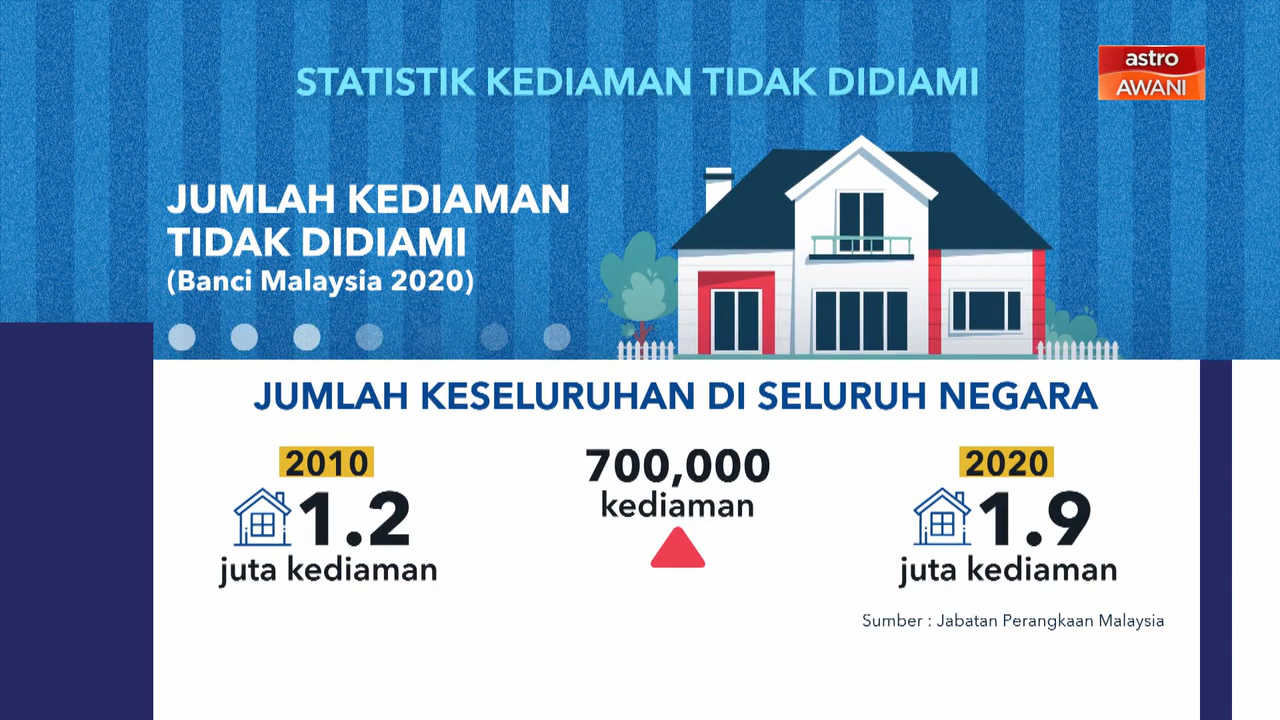 astro
AWANI
STATISTIK KEDIAMAN TIDAK DIDIAMI
JUMLAH KEDIAMAN
TIDAK DIDIAMI
(Banci Malaysia 2020)
JUMLAH KESELURUHAN DI SELURUH NEGARA
2010
1.2
juta kediaman
700,000
kediaman
2020
1.9
juta kediaman
Sumber : Jabatan Perangkaan Malaysia